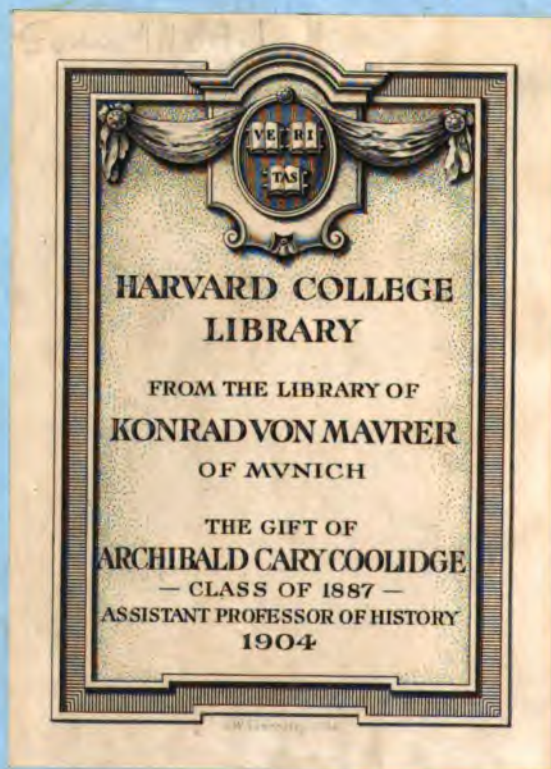 VE RI
TAS
HARVARD COLLEGE
LIBRARY
FROM THE LIBRARY OF
KONRAD VON MAVRER
OF MVNICH
THE GIFT OF
ARCHIBALD CARY COOLIDGE
— CLASS OF 1887 —
ASSISTANT PROFESSOR OF HISTORY
1904